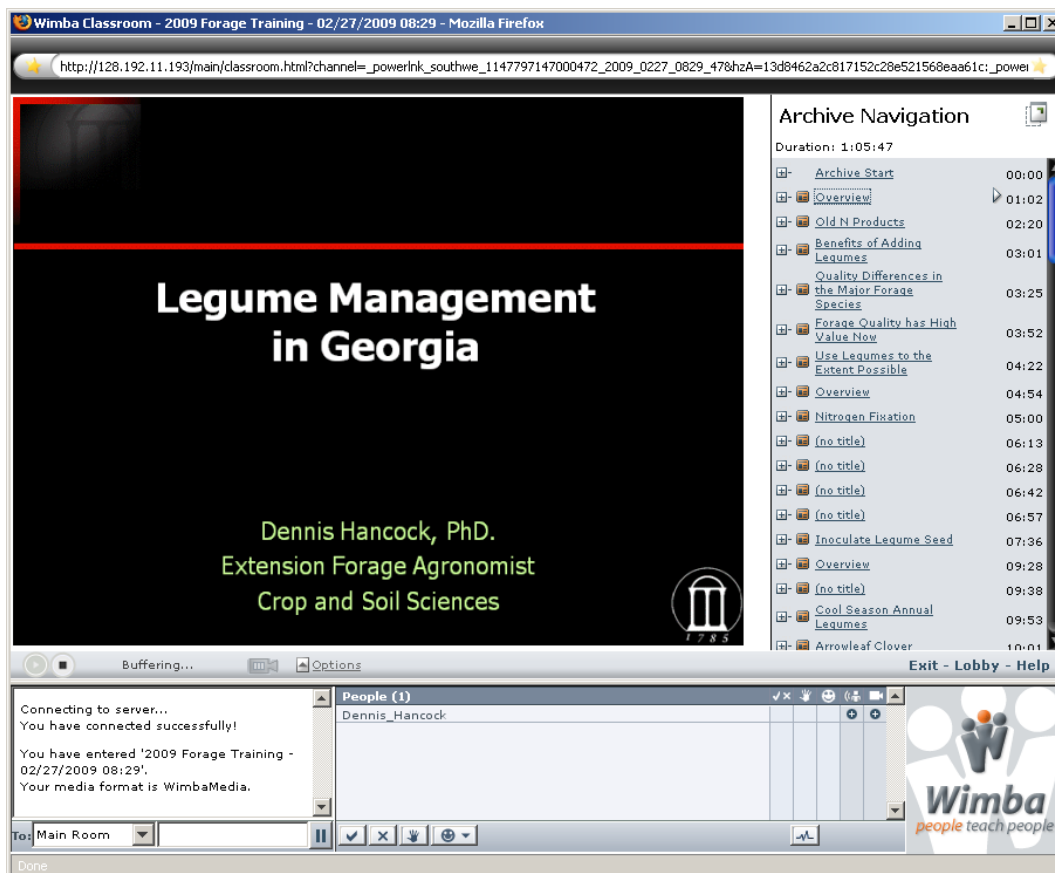 Wimba Classroom - 2009 Forage Training - 02/27/2009 08:29 - Mozilla Firefox
http://128.192.11.193/main/classroom.html?channel=_powerlnk_southwe_1147797147000472_2009_0227_0829_47&hzA=13d8462a2c817152c28e521568eaa61c:_power
Legume Management
in Georgia
Dennis Hancock, PhD.
Extension Forage Agronomist
Crop and Soil Sciences
1785
Archive Navigation
Duration: 1:05:47
Archive Start 00:00
Overview 01:02
Old N Products 02:20
Benefits of Adding
Legumes 03:01
Quality Differences in
the Major Forage 03:25
Species
Forage Quality has High
Value Now 03:52
Use Legumes to the
Extent Possible 04:22
Overview 04:54
Nitrogen Fixation 05:00
(no title) 06:13
(no title) 06:28
(no title) 06:42
(no title) 06:57
Inoculate Legume Seed 07:36
Overview 09:28
(no title) 09:38
Cool Season Annual
Legumes 09:53
Arrowleaf Clover 10:01
Buffering...
Options
Exit - Lobby - Help
Connecting to server...
You have connected successfully!
You have entered '2009 Forage Training -
02/27/2009 08:29'.
Your media format is WimbaMedia.
To: Main Room
People (1)
Dennis_Hancock
Wimba
people teach people
Done